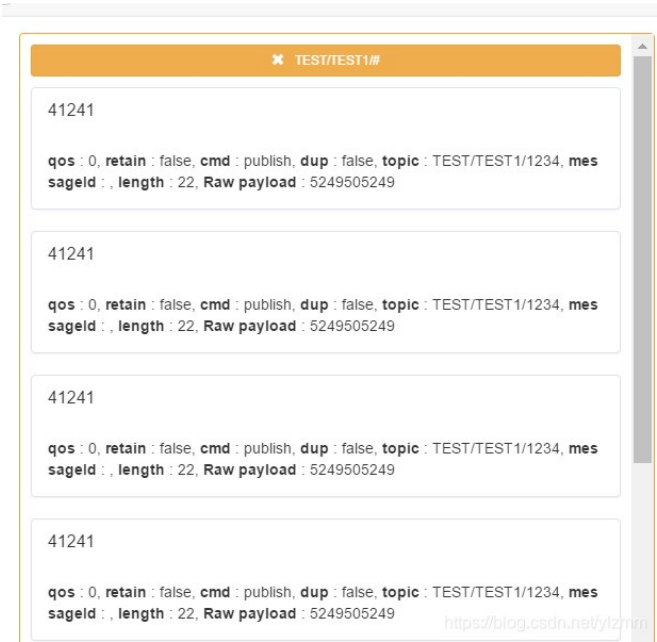 ✖ TEST/TEST1/#
41241
qos : 0, retain : false, cmd : publish, dup : false, topic : TEST/TEST1/1234, mes
sageId : , length : 22, Raw payload : 5249505249
41241
qos : 0, retain : false, cmd : publish, dup : false, topic : TEST/TEST1/1234, mes
sageId : , length : 22, Raw payload : 5249505249
41241
qos : 0, retain : false, cmd : publish, dup : false, topic : TEST/TEST1/1234, mes
sageId : , length : 22, Raw payload : 5249505249
41241
qos : 0, retain : false, cmd : publish, dup : false, topic : TEST/TEST1/1234, mes
sageId : , length : 22, Raw payload : 5249505249
https://blog.csdn.net/ylzmm